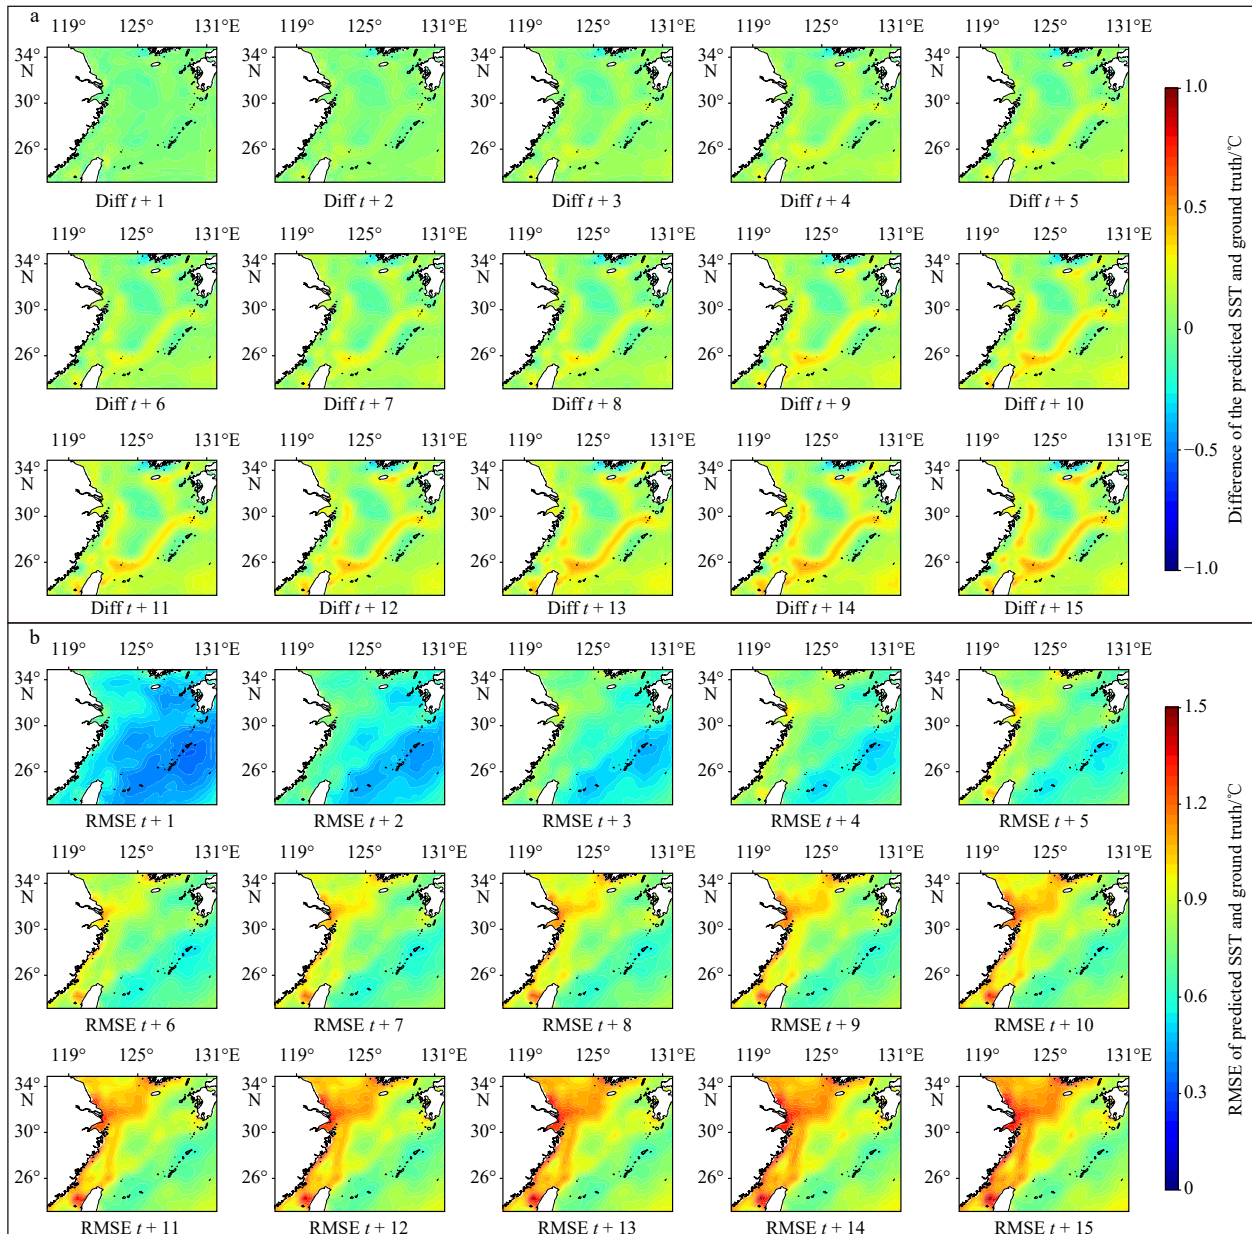 a
119° 125° 131°E 119° 125° 131°E 119° 125° 131°E 119° 125° 131°E 119° 125° 131°E
34° 34° 34° 34° 34°
N N N N N
30° 30° 30° 30° 30°
26° 26° 26° 26° 26°
Diff t + 1 Diff t + 2 Diff t + 3 Diff t + 4 Diff t + 5
119° 125° 131°E 119° 125° 131°E 119° 125° 131°E 119° 125° 131°E 119° 125° 131°E
34° 34° 34° 34° 34°
N N N N N
30° 30° 30° 30° 30°
26° 26° 26° 26° 26°
Diff t + 6 Diff t + 7 Diff t + 8 Diff t + 9 Diff t + 10
119° 125° 131°E 119° 125° 131°E 119° 125° 131°E 119° 125° 131°E 119° 125° 131°E
34° 34° 34° 34° 34°
N N N N N
30° 30° 30° 30° 30°
26° 26° 26° 26° 26°
Diff t + 11 Diff t + 12 Diff t + 13 Diff t + 14 Diff t + 15
1.0
0.5
0
−0.5
−1.0
Difference of the predicted SST and ground truth/°C
b
119° 125° 131°E 119° 125° 131°E 119° 125° 131°E 119° 125° 131°E 119° 125° 131°E
34° 34° 34° 34° 34°
N N N N N
30° 30° 30° 30° 30°
26° 26° 26° 26° 26°
RMSE t + 1 RMSE t + 2 RMSE t + 3 RMSE t + 4 RMSE t + 5
119° 125° 131°E 119° 125° 131°E 119° 125° 131°E 119° 125° 131°E 119° 125° 131°E
34° 34° 34° 34° 34°
N N N N N
30° 30° 30° 30° 30°
26° 26° 26° 26° 26°
RMSE t + 6 RMSE t + 7 RMSE t + 8 RMSE t + 9 RMSE t + 10
119° 125° 131°E 119° 125° 131°E 119° 125° 131°E 119° 125° 131°E 119° 125° 131°E
34° 34° 34° 34° 34°
N N N N N
30° 30° 30° 30° 30°
26° 26° 26° 26° 26°
RMSE t + 11 RMSE t + 12 RMSE t + 13 RMSE t + 14 RMSE t + 15
1.5
1.2
0.9
0.6
0.3
0
RMSE of predicted SST and ground truth/°C